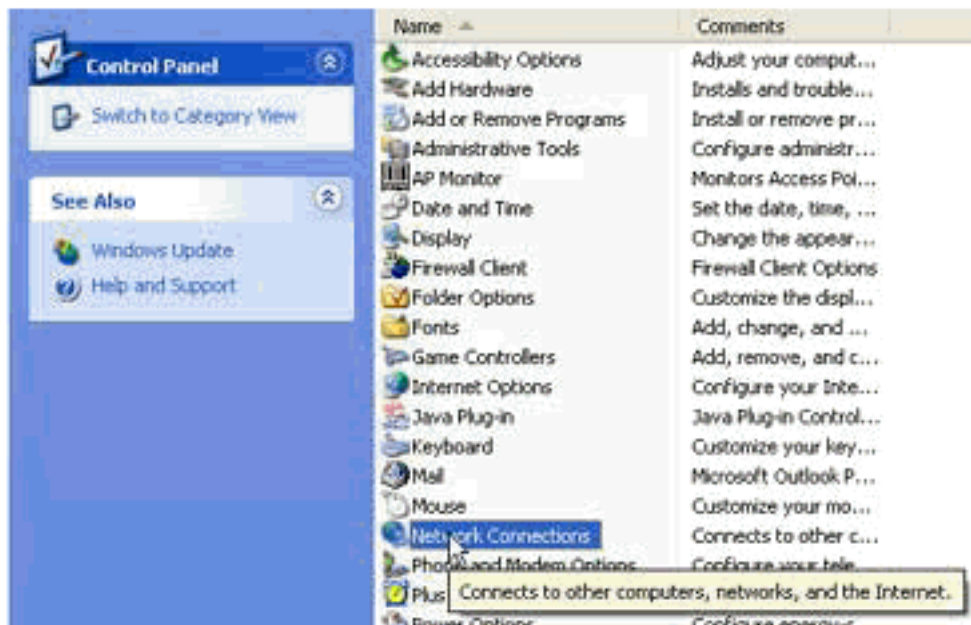 Control Panel
Switch to Category View
See Also
Windows Update
Help and Support
Name Comments
Accessibility Options Adjust your comput...
Add Hardware Installs and trouble...
Add or Remove Programs Install or remove pr...
Administrative Tools Configure administr...
AP Monitor Monitors Access Poi...
Date and Time Set the date, time, ...
Display Change the appear...
Firewall Client Firewall Client Options
Folder Options Customize the displ...
Fonts Add, change, and ...
Game Controllers Add, remove, and c...
Internet Options Configure your Inte...
Java Plug-in Java Plug-in Control...
Keyboard Customize your key...
Mail Microsoft Outlook P...
Mouse Customize your mo...
Network Connections Connects to other c...
Phone and Modem Options Configure your tele...
Plus
Connects to other computers, networks, and the Internet.
Power Options Configure energy-s...